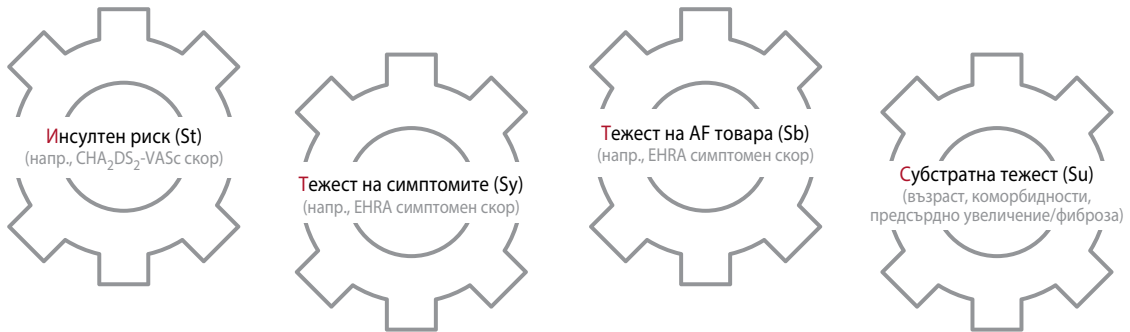 Инсултен риск (St)
(напр., CHA₂DS₂-VASc скор)
Тежест на симптомите (Sy)
(напр., EHRA симптомен скор)
Тежест на AF товара (Sb)
(напр., EHRA симптомен скор)
Субстратна тежест (Su)
(възраст, коморбидности,
предсърдно увеличение/фиброза)